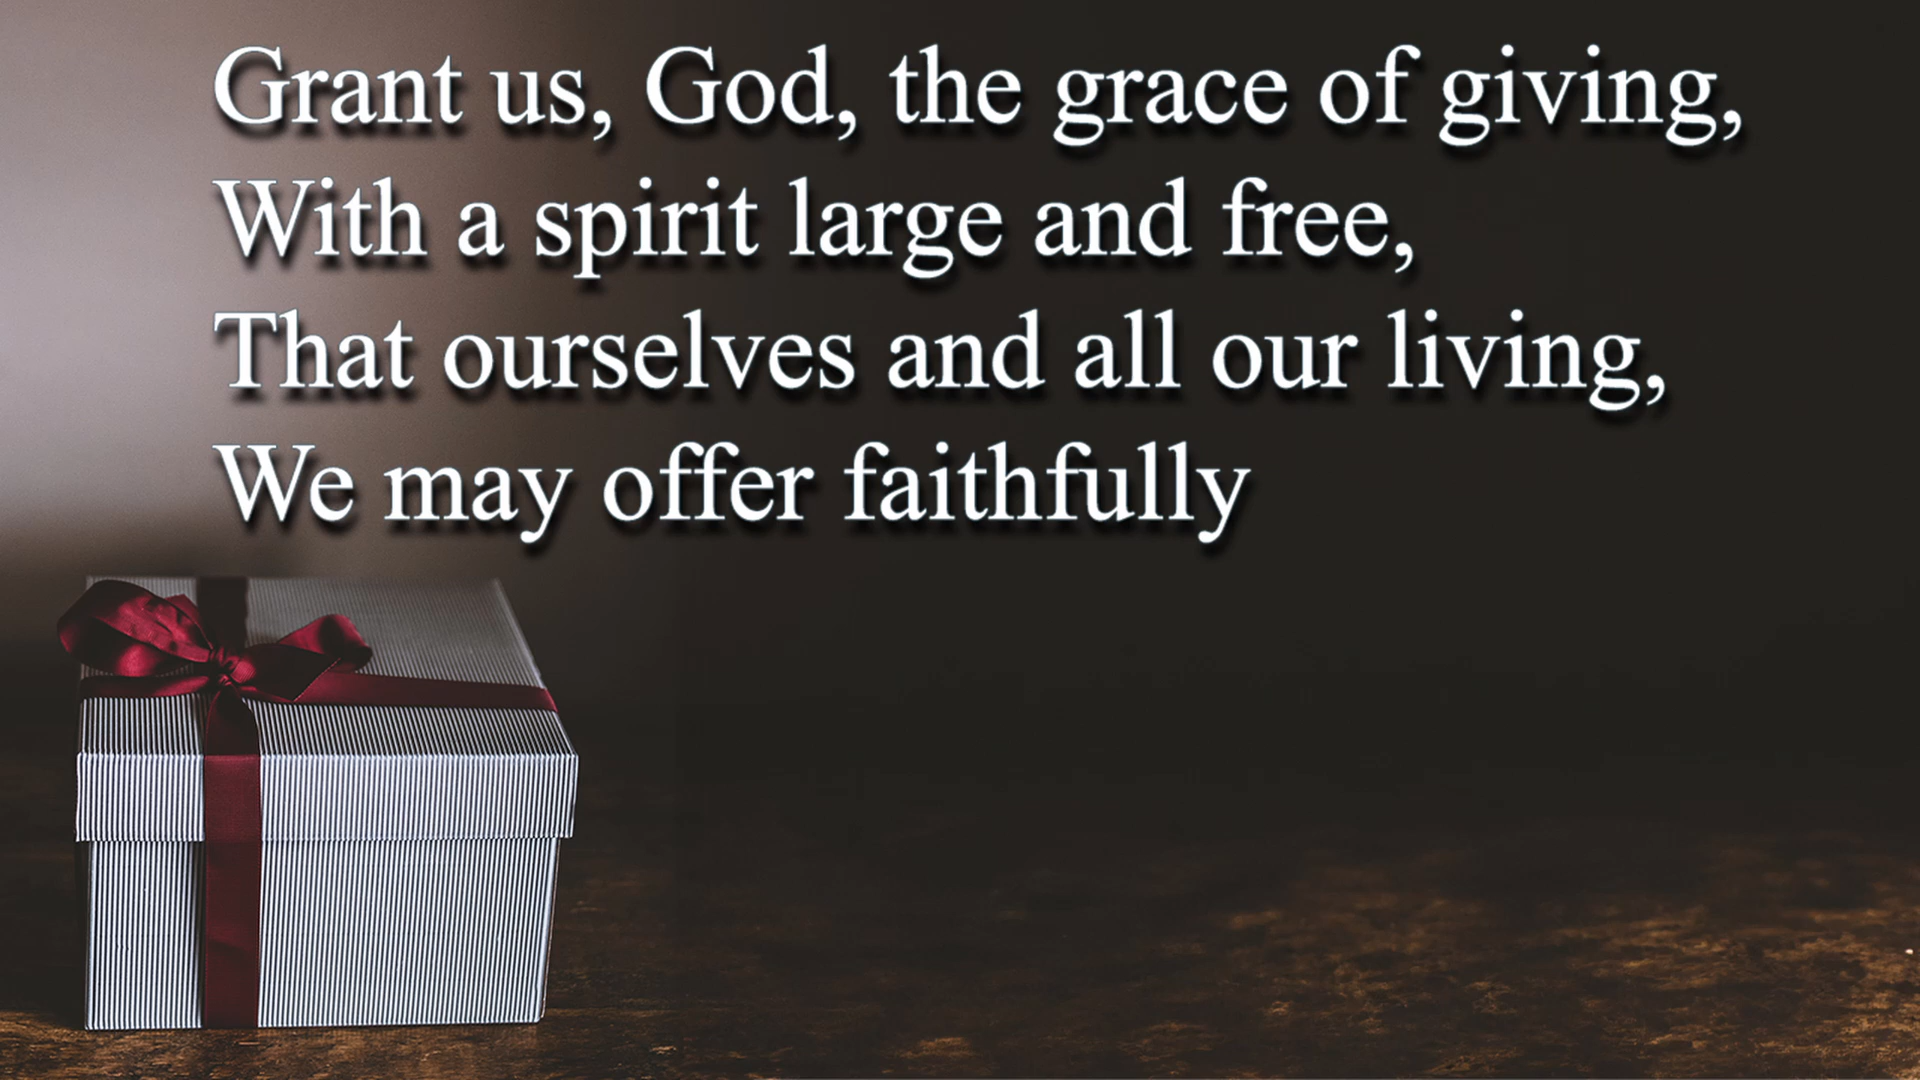 Grant us, God, the grace of giving,
With a spirit large and free,
That ourselves and all our living,
We may offer faithfully